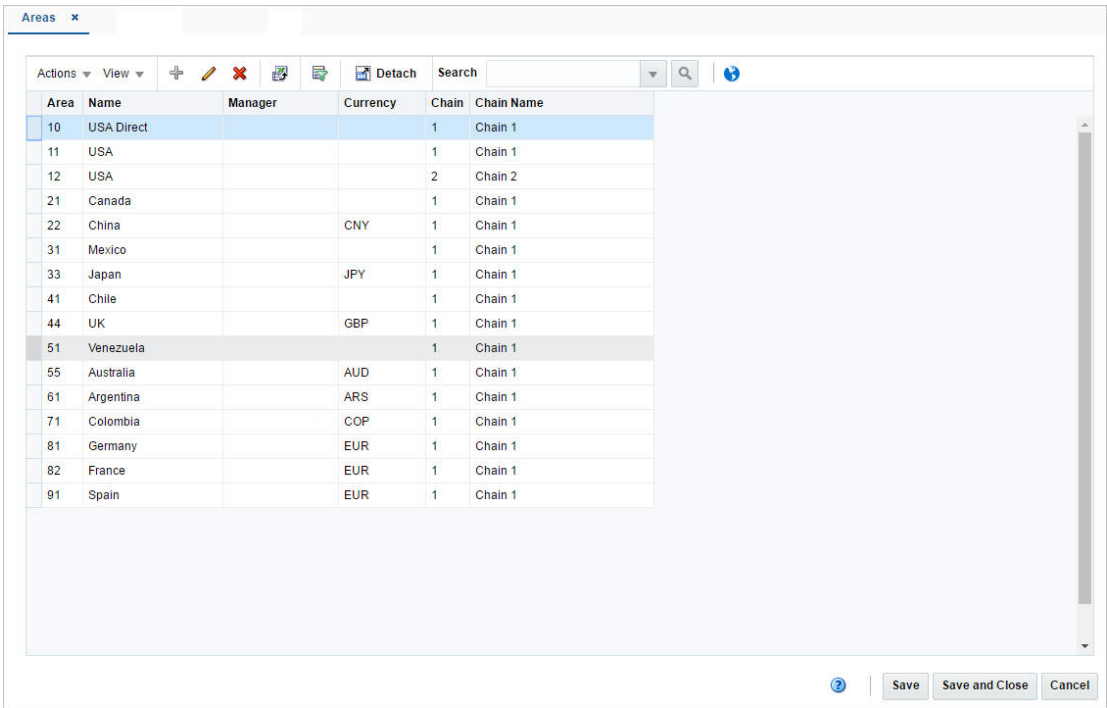 Areas
Actions View Detach Search
Area Name Manager Currency Chain Chain Name
10 USA Direct 1 Chain 1
11 USA 1 Chain 1
12 USA 2 Chain 2
21 Canada 1 Chain 1
22 China CNY 1 Chain 1
31 Mexico 1 Chain 1
33 Japan JPY 1 Chain 1
41 Chile 1 Chain 1
44 UK GBP 1 Chain 1
51 Venezuela 1 Chain 1
55 Australia AUD 1 Chain 1
61 Argentina ARS 1 Chain 1
71 Colombia COP 1 Chain 1
81 Germany EUR 1 Chain 1
82 France EUR 1 Chain 1
91 Spain EUR 1 Chain 1
? Save Save and Close Cancel